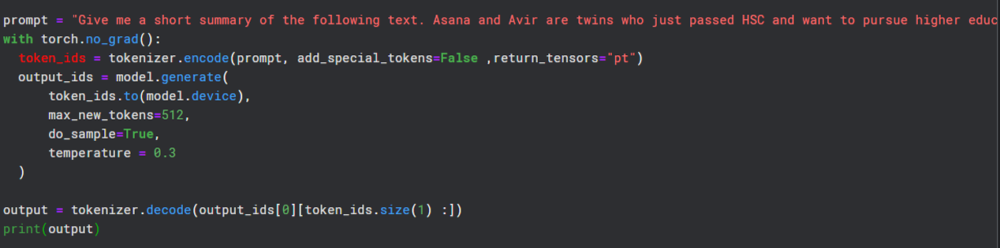 prompt = "Give me a short summary of the following text. Asana and Avir are twins who just passed HSC and want to pursue higher educ
with torch.no_grad():
  token_ids = tokenizer.encode(prompt, add_special_tokens=False ,return_tensors="pt")
  output_ids = model.generate(
      token_ids.to(model.device),
      max_new_tokens=512,
      do_sample=True,
      temperature = 0.3
  )
output = tokenizer.decode(output_ids[0][token_ids.size(1) :])
print(output)